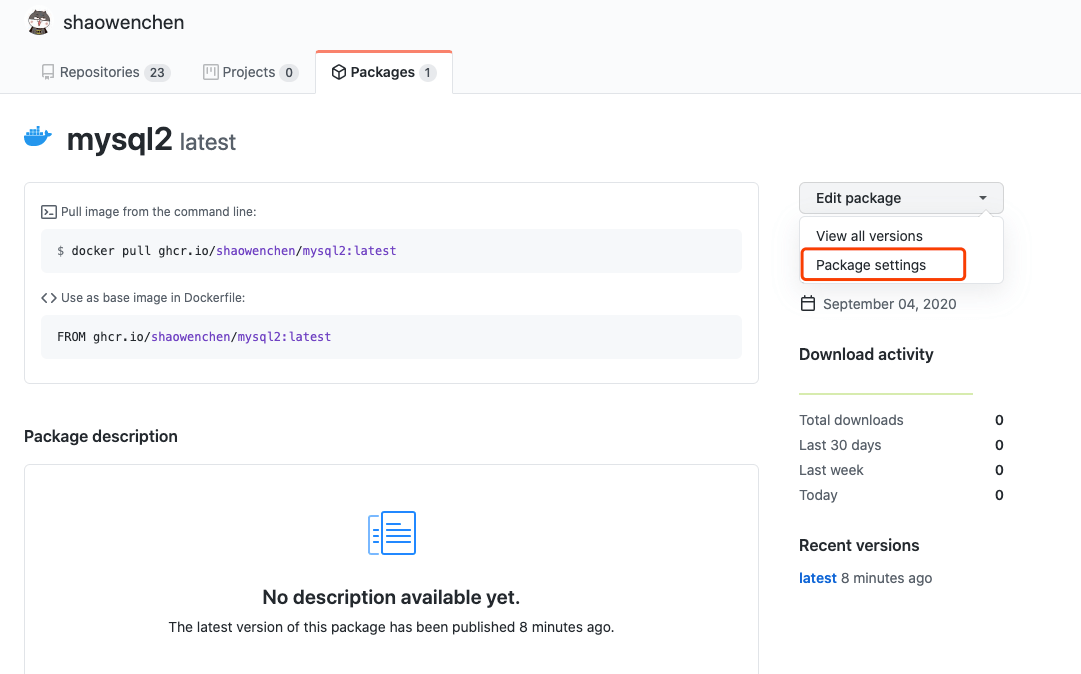 shaowenchen
Repositories 23 Projects 0 Packages 1
mysql2 latest
Pull image from the command line:
$ docker pull ghcr.io/shaowenchen/mysql2:latest
Use as base image in Dockerfile:
FROM ghcr.io/shaowenchen/mysql2:latest
Package description
No description available yet.
The latest version of this package has been published 8 minutes ago.
Edit package
View all versions
Package settings
September 04, 2020
Download activity
Total downloads 0
Last 30 days 0
Last week 0
Today 0
Recent versions
latest 8 minutes ago